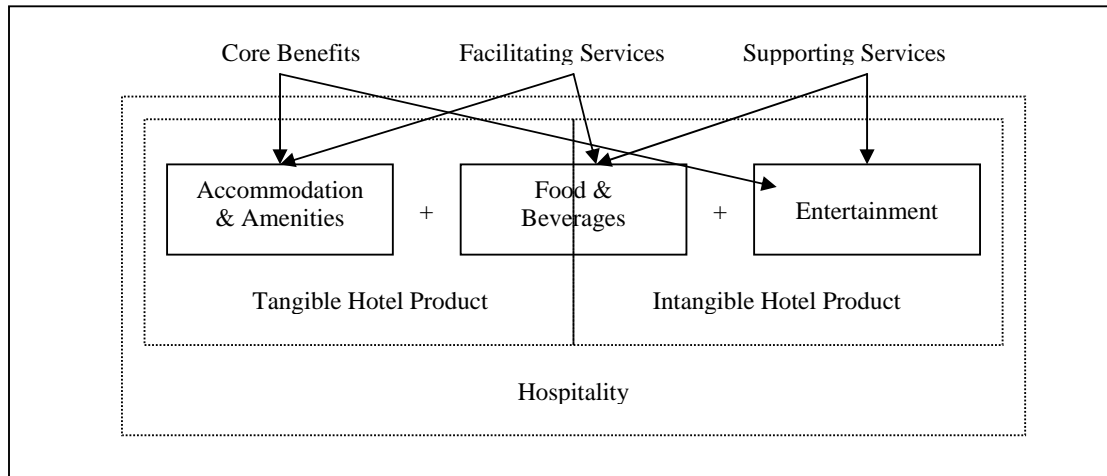 Core Benefits
Facilitating Services
Supporting Services
Accommodation
& Amenities
+
Food &
Beverages
+
Entertainment
Tangible Hotel Product
Intangible Hotel Product
Hospitality